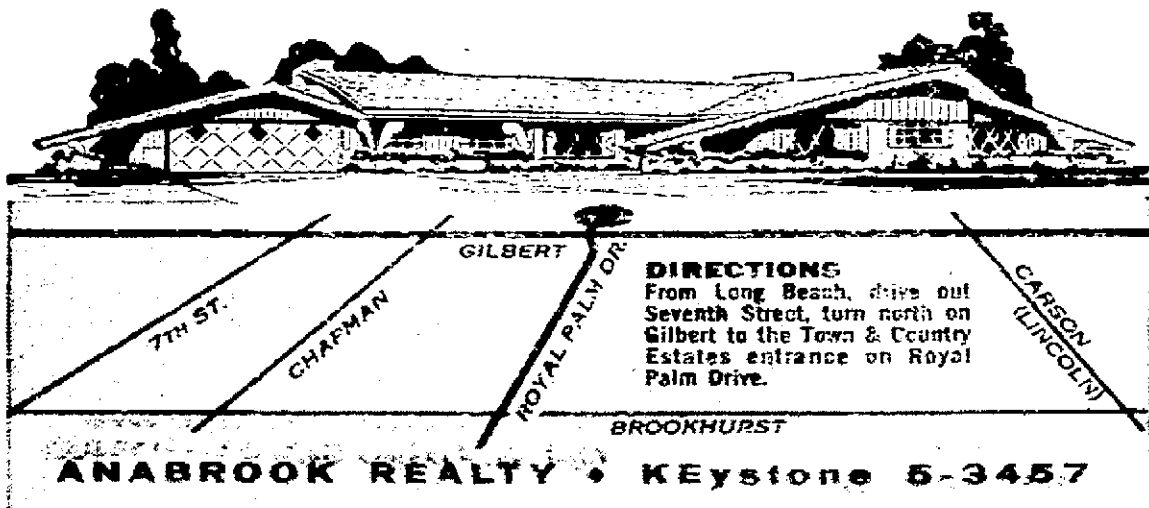 GILBERT
7TH ST.
CHAPMAN
ROYAL PALM DR.
CARSON
(LINCOLN)
DIRECTIONS
From Long Beach, drive out
Seventh Street, turn north on
Gilbert to the Town & Country
Estates entrance on Royal
Palm Drive.
BROOKHURST
ANABROOK REALTY • KEystone 5-3457